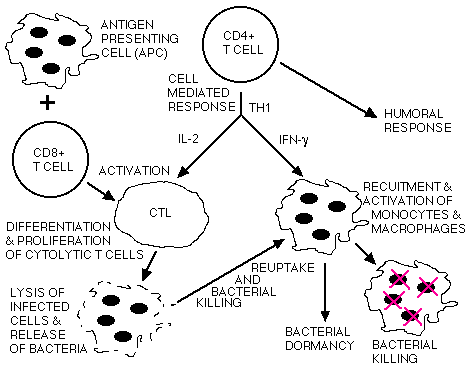 ANTIGEN
PRESENTING
CELL (APC)
CD4+
T CELL
CELL
MEDIATED
RESPONSE
TH1
HUMORAL
RESPONSE
IL-2
IFN-γ
CD8+
T CELL
+
ACTIVATION
CTL
RECUITMENT &
ACTIVATION OF
MONOCYTES &
MACROPHAGES
DIFFERENTIATION
& PROLIFERATION
OF CYTOLYTIC T CELLS
REUPTAKE
AND
BACTERIAL
KILLING
LYSIS OF
INFECTED
CELLS &
RELEASE
OF BACTERIA
BACTERIAL
DORMANCY
BACTERIAL
KILLING